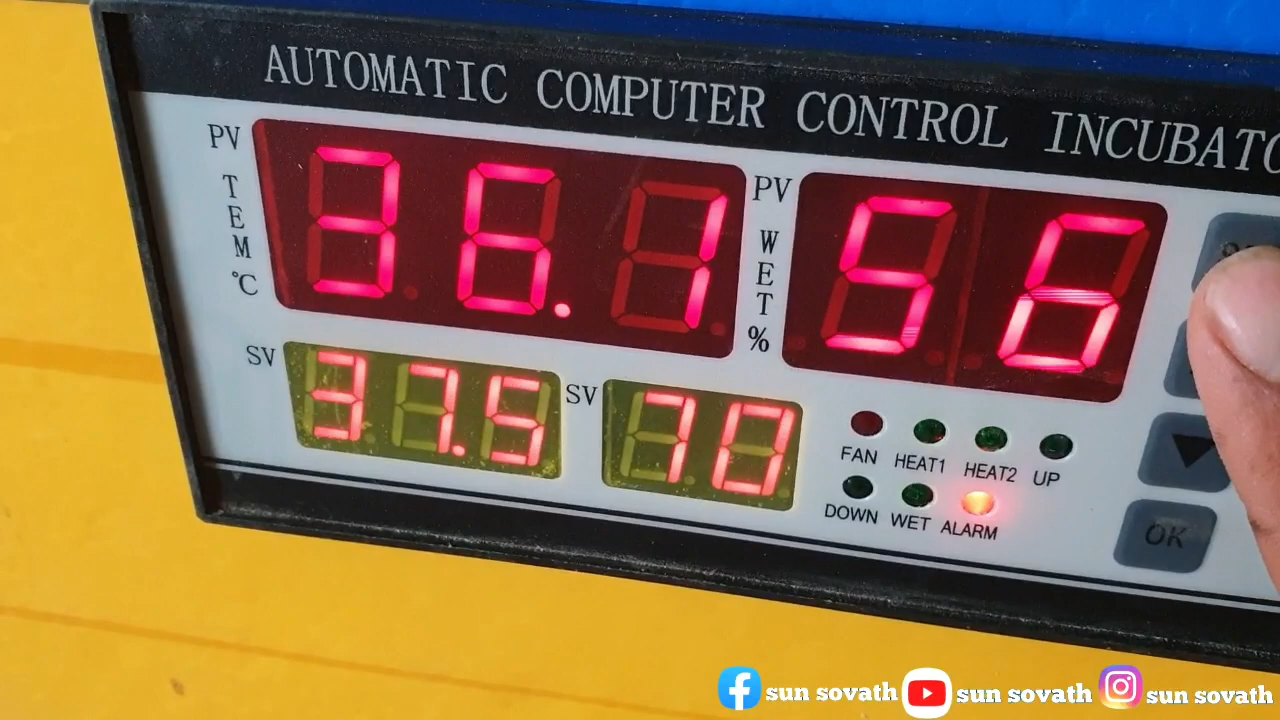 AUTOMATIC COMPUTER CONTROL INCUBATO
PV
TEM
℃
36.1
PV
WET
%
56
SV
37.5
SV
70
FAN HEAT1 HEAT2 UP
DOWN WET ALARM
OK
sun sovath sun sovath sun sovath